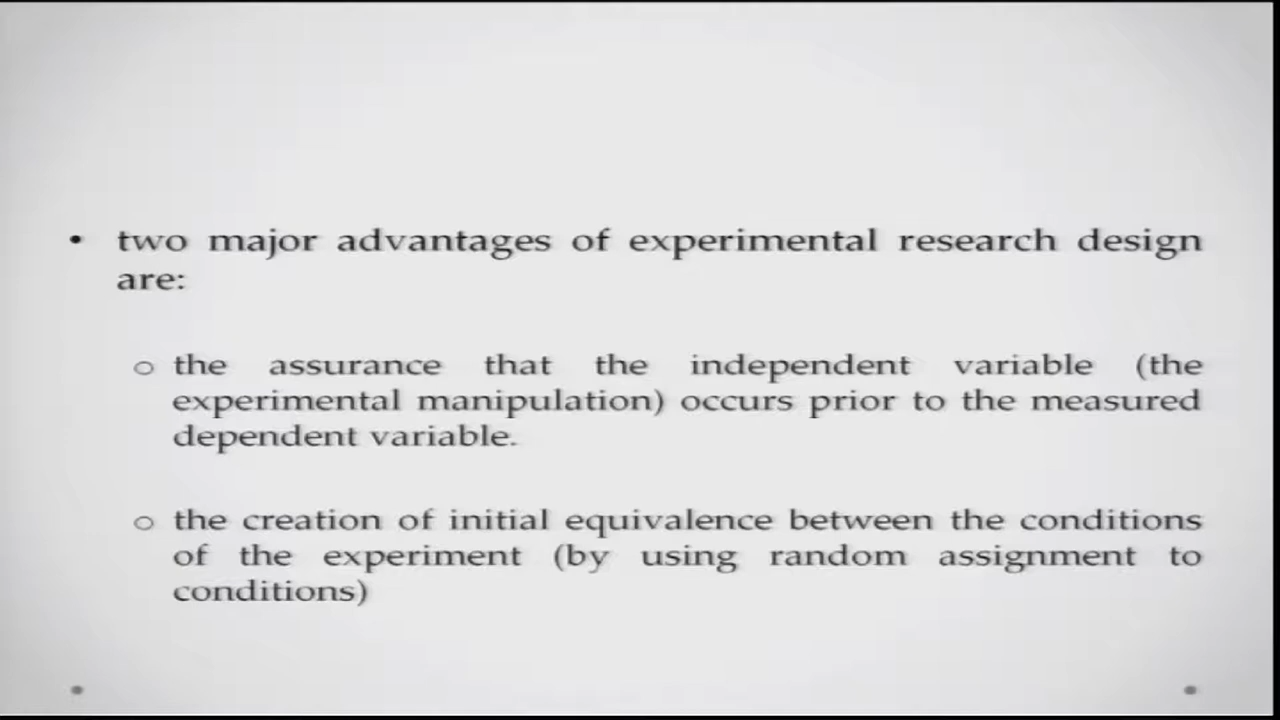 • two major advantages of experimental research design
are:
o the assurance that the independent variable (the
experimental manipulation) occurs prior to the measured
dependent variable.
o the creation of initial equivalence between the conditions
of the experiment (by using random assignment to
conditions)